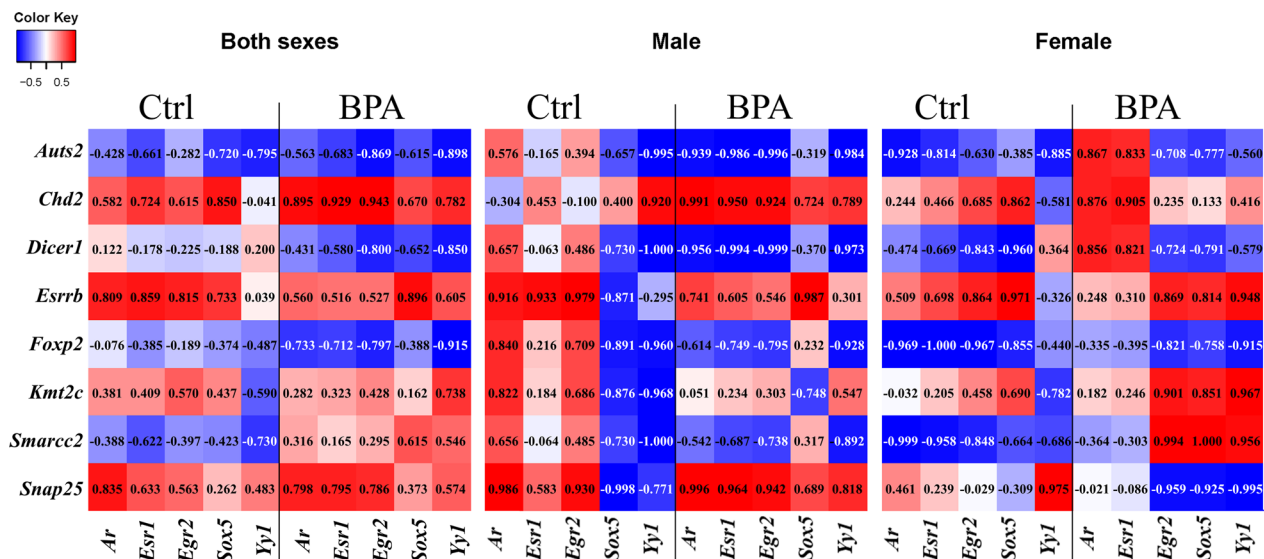 Color Key
−0.5 0.5
Both sexes Male Female
Ctrl BPA Ctrl BPA Ctrl BPA
Auts2 -0.428 -0.661 -0.282 -0.720 -0.795 -0.563 -0.683 -0.869 -0.615 -0.898 0.576 -0.165 0.394 -0.657 -0.995 -0.939 -0.986 -0.996 -0.319 0.984 -0.928 -0.814 -0.630 -0.385 -0.885 0.867 0.833 -0.708 -0.777 -0.560
Chd2 0.582 0.724 0.615 0.850 -0.041 0.895 0.929 0.943 0.670 0.782 -0.304 0.453 -0.100 0.400 0.920 0.991 0.950 0.924 0.724 0.789 0.244 0.466 0.685 0.862 -0.581 0.876 0.905 0.235 0.133 0.416
Dicer1 0.122 -0.178 -0.225 -0.188 0.200 -0.431 -0.580 -0.800 -0.652 -0.850 0.657 -0.063 0.486 -0.730 -1.000 -0.956 -0.994 -0.999 -0.370 0.973 -0.474 -0.669 -0.843 -0.960 0.364 0.856 0.821 -0.724 -0.791 -0.579
Esrrb 0.809 0.859 0.815 0.733 0.039 0.560 0.516 0.527 0.896 0.605 0.916 0.933 0.979 -0.871 -0.295 0.741 0.605 0.546 0.987 0.301 0.509 0.698 0.864 0.971 -0.326 0.248 0.310 0.869 0.814 0.948
Foxp2 -0.076 -0.385 -0.189 -0.374 -0.487 -0.733 -0.712 -0.797 -0.388 -0.915 0.840 0.216 0.709 -0.891 -0.960 -0.614 -0.749 -0.795 0.232 -0.928 -0.969 -1.000 -0.967 -0.855 -0.440 -0.335 -0.395 -0.821 -0.758 -0.915
Kmt2c 0.381 0.409 0.570 0.437 -0.590 0.282 0.323 0.428 0.162 0.738 0.822 0.184 0.686 -0.876 -0.968 0.051 0.234 0.303 -0.748 0.547 -0.032 0.205 0.458 0.690 -0.782 0.182 0.246 0.901 0.851 0.967
Smarcc2 -0.388 -0.622 -0.397 -0.423 -0.730 0.316 0.165 0.295 0.615 0.546 0.656 -0.064 0.485 -0.730 -1.000 -0.542 -0.687 -0.738 0.317 -0.892 -0.999 -0.958 -0.848 -0.664 -0.686 -0.364 -0.303 0.994 1.000 0.956
Snap25 0.835 0.633 0.563 0.262 0.483 0.798 0.795 0.786 0.373 0.574 0.986 0.583 0.930 -0.998 -0.771 0.996 0.964 0.942 0.689 0.818 0.461 0.239 -0.029 -0.309 0.975 -0.021 -0.086 -0.959 -0.925 -0.995
Ar Esr1 Egr2 Sox5 Yy1 Ar Esr1 Egr2 Sox5 Yy1 Ar Esr1 Egr2 Sox5 Yy1 Ar Esr1 Egr2 Sox5 Yy1 Ar Esr1 Egr2 Sox5 Yy1 Ar Esr1 Egr2 Sox5 Yy1